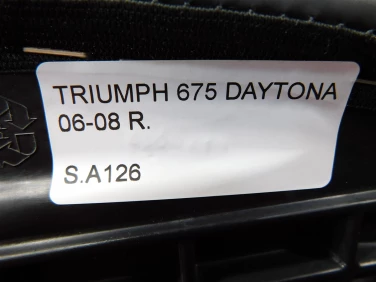 TRIUMPH 675 DAYTONA
06-08 R.
S.A126